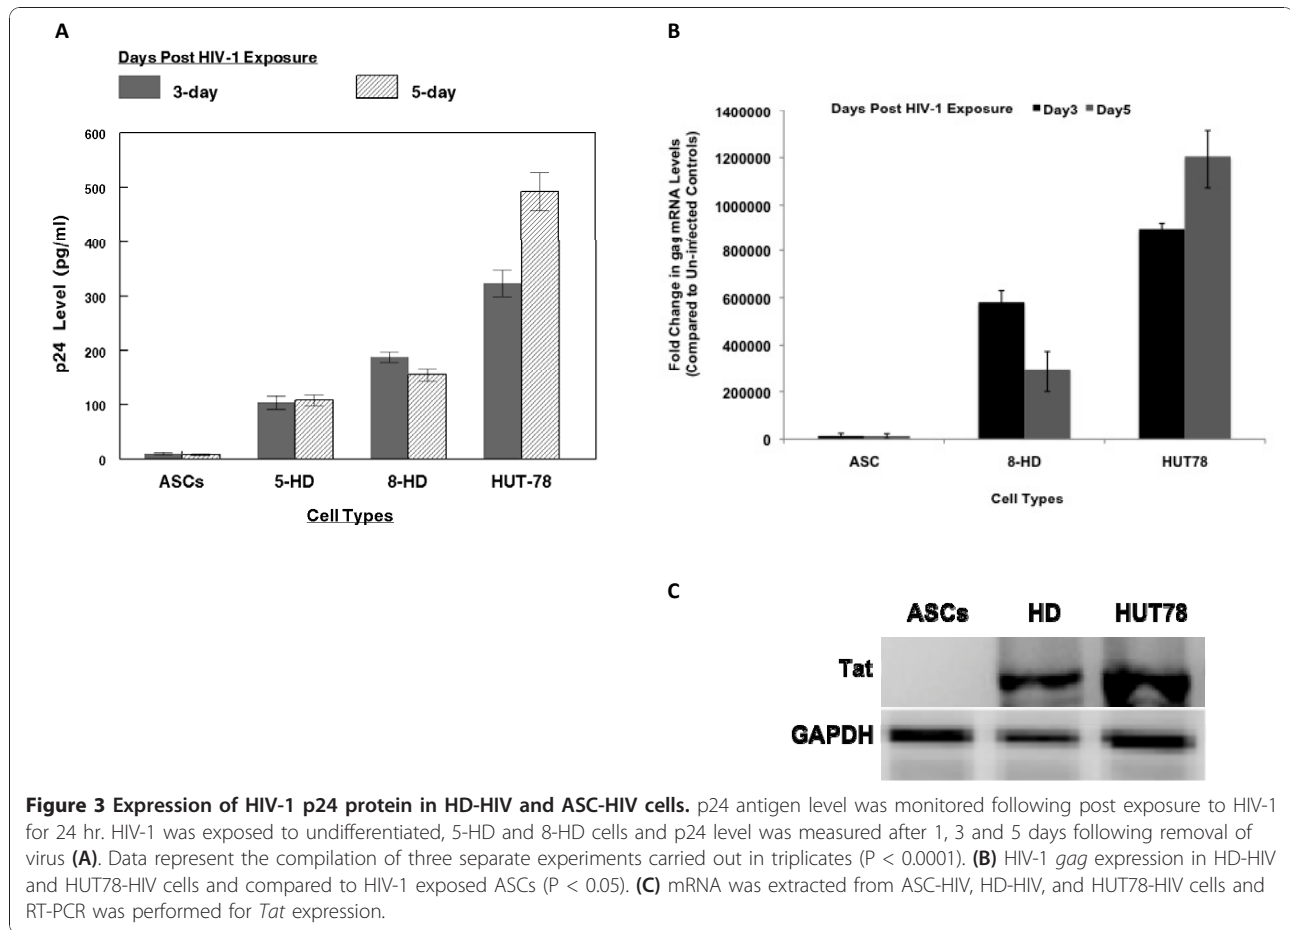 A
Days Post HIV-1 Exposure
3-day
5-day
p24 Level (pg/ml)
600
500
400
300
200
100
0
ASCs
5-HD
8-HD
HUT-78
Cell Types
B
Days Post HIV-1 Exposure
Day3
Day5
Fold Change in gag mRNA Levels
(Compared to Un-infected Controls)
1400000
1200000
1000000
800000
600000
400000
200000
0
ASC
8-HD
HUT78
Cell Types
C
ASCs HD HUT78
Tat
GAPDH
Figure 3 Expression of HIV-1 p24 protein in HD-HIV and ASC-HIV cells. p24 antigen level was monitored following post exposure to HIV-1
for 24 hr. HIV-1 was exposed to undifferentiated, 5-HD and 8-HD cells and p24 level was measured after 1, 3 and 5 days following removal of
virus (A). Data represent the compilation of three separate experiments carried out in triplicates (P < 0.0001). (B) HIV-1 gag expression in HD-HIV
and HUT78-HIV cells and compared to HIV-1 exposed ASCs (P < 0.05). (C) mRNA was extracted from ASC-HIV, HD-HIV, and HUT78-HIV cells and
RT-PCR was performed for Tat expression.